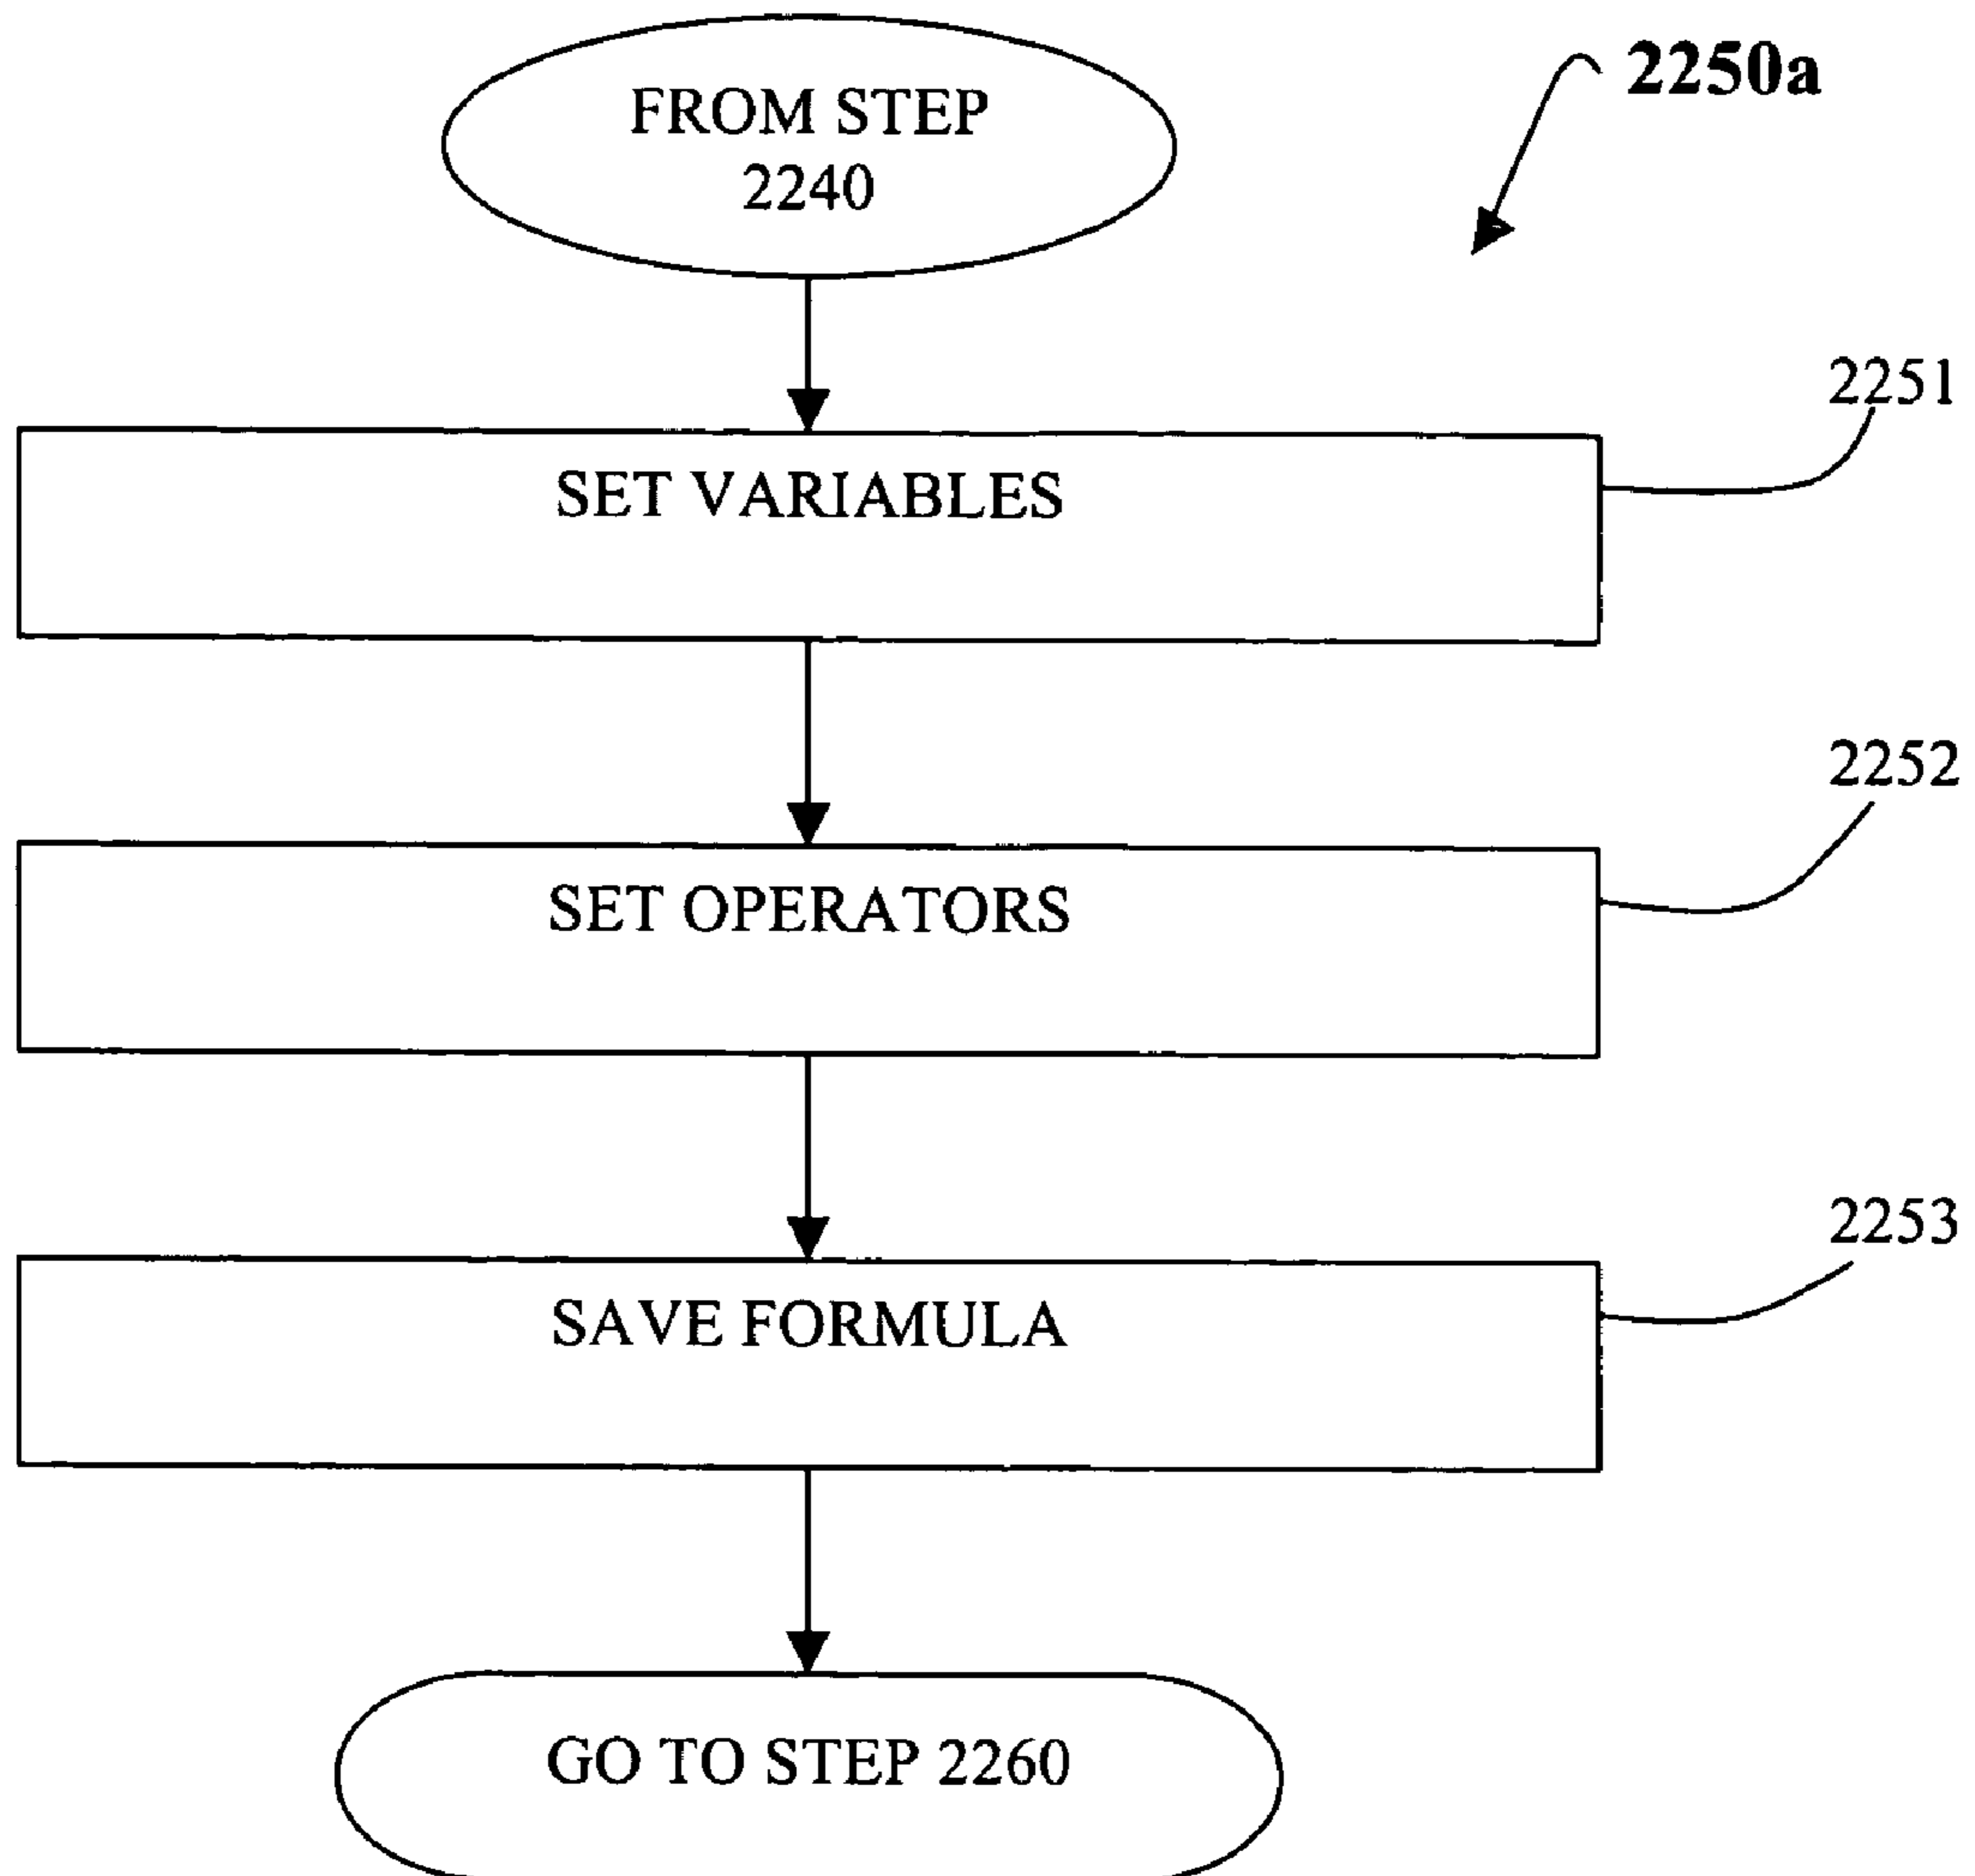 FROM STEP
2240
2250a
2251
SET VARIABLES
2252
SET OPERATORS
2253
SAVE FORMULA
GO TO STEP 2260